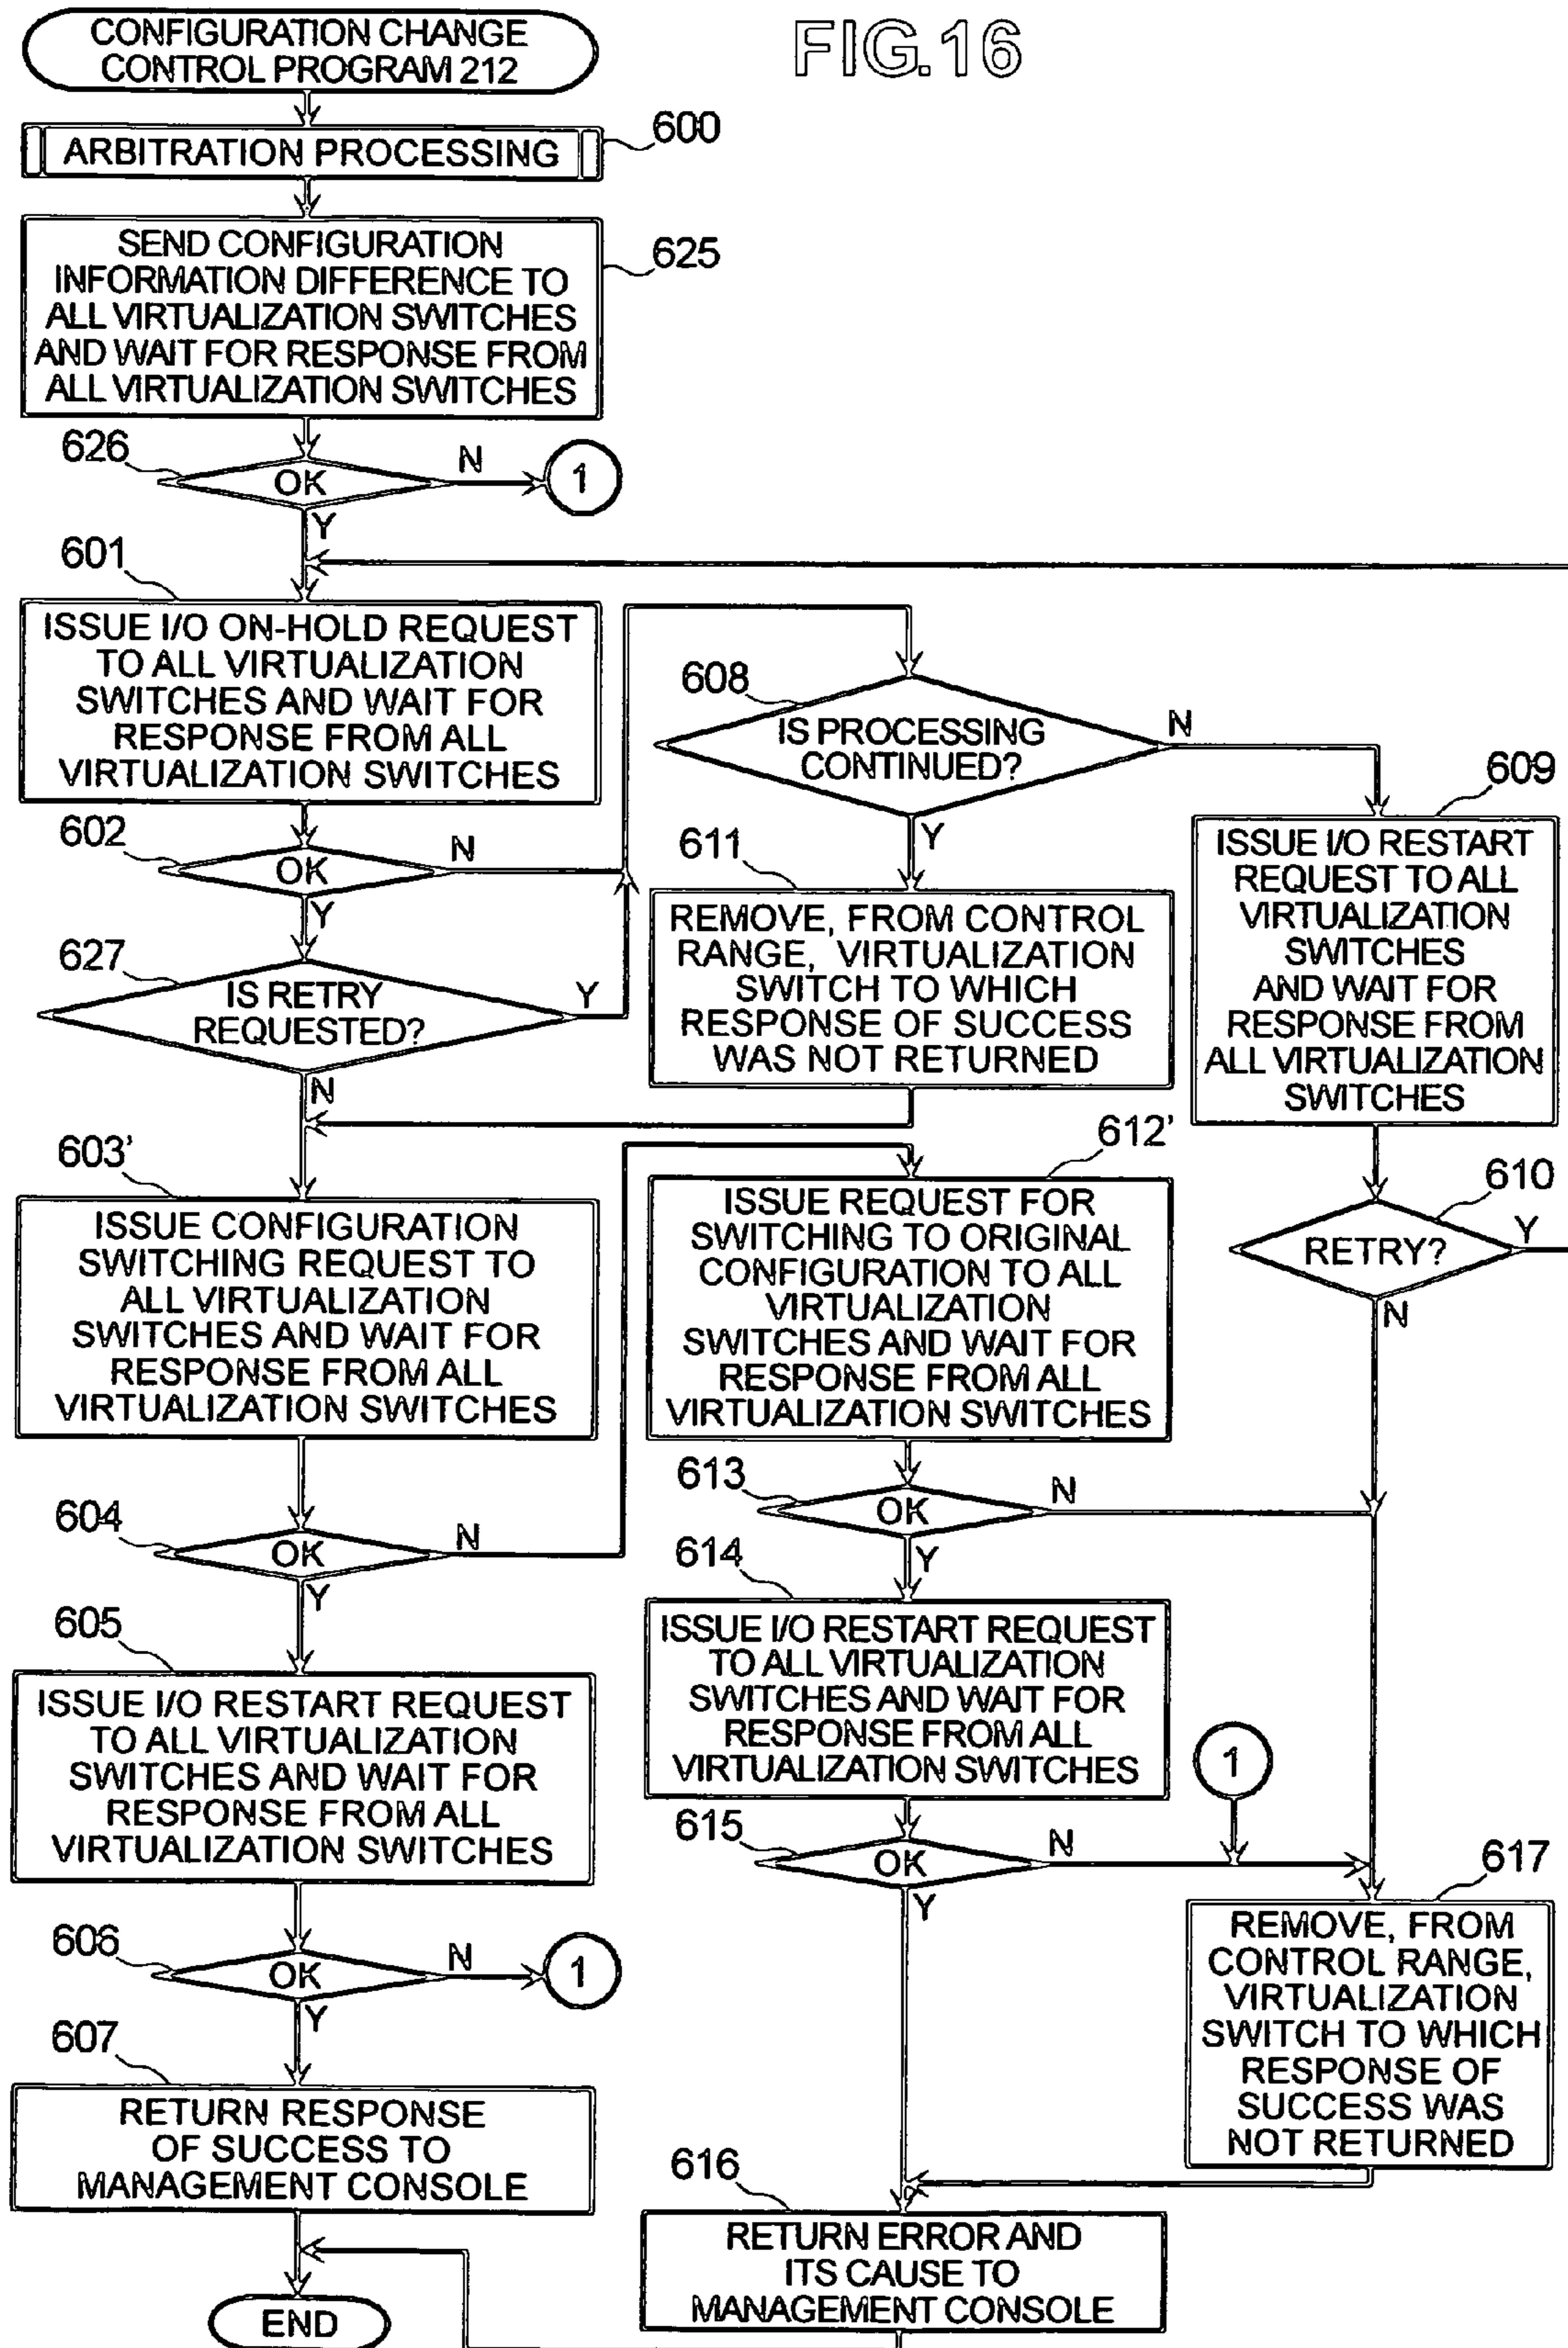 FIG.16
CONFIGURATION CHANGE
CONTROL PROGRAM 212
600
ARBITRATION PROCESSING
625
SEND CONFIGURATION
INFORMATION DIFFERENCE TO
ALL VIRTUALIZATION SWITCHES
AND WAIT FOR RESPONSE FROM
ALL VIRTUALIZATION SWITCHES
626
OK
N
1
Y
601
ISSUE I/O ON-HOLD REQUEST
TO ALL VIRTUALIZATION
SWITCHES AND WAIT FOR
RESPONSE FROM ALL
VIRTUALIZATION SWITCHES
602
OK
N
Y
627
IS RETRY
REQUESTED?
Y
N
608
IS PROCESSING
CONTINUED?
N
Y
611
REMOVE, FROM CONTROL
RANGE, VIRTUALIZATION
SWITCH TO WHICH
RESPONSE OF SUCCESS
WAS NOT RETURNED
609
ISSUE I/O RESTART
REQUEST TO ALL
VIRTUALIZATION
SWITCHES
AND WAIT FOR
RESPONSE FROM
ALL VIRTUALIZATION
SWITCHES
610
RETRY?
Y
N
603'
ISSUE CONFIGURATION
SWITCHING REQUEST TO
ALL VIRTUALIZATION
SWITCHES AND WAIT FOR
RESPONSE FROM ALL
VIRTUALIZATION SWITCHES
604
OK
N
Y
612'
ISSUE REQUEST FOR
SWITCHING TO ORIGINAL
CONFIGURATION TO ALL
VIRTUALIZATION
SWITCHES AND WAIT FOR
RESPONSE FROM ALL
VIRTUALIZATION SWITCHES
613
OK
N
Y
614
ISSUE I/O RESTART REQUEST
TO ALL VIRTUALIZATION
SWITCHES AND WAIT FOR
RESPONSE FROM ALL
VIRTUALIZATION SWITCHES
615
OK
N
Y
1
617
REMOVE, FROM
CONTROL RANGE,
VIRTUALIZATION
SWITCH TO WHICH
RESPONSE OF
SUCCESS WAS
NOT RETURNED
605
ISSUE I/O RESTART REQUEST
TO ALL VIRTUALIZATION
SWITCHES AND WAIT FOR
RESPONSE FROM ALL
VIRTUALIZATION SWITCHES
606
OK
N
1
Y
607
RETURN RESPONSE
OF SUCCESS TO
MANAGEMENT CONSOLE
616
RETURN ERROR AND
ITS CAUSE TO
MANAGEMENT CONSOLE
END